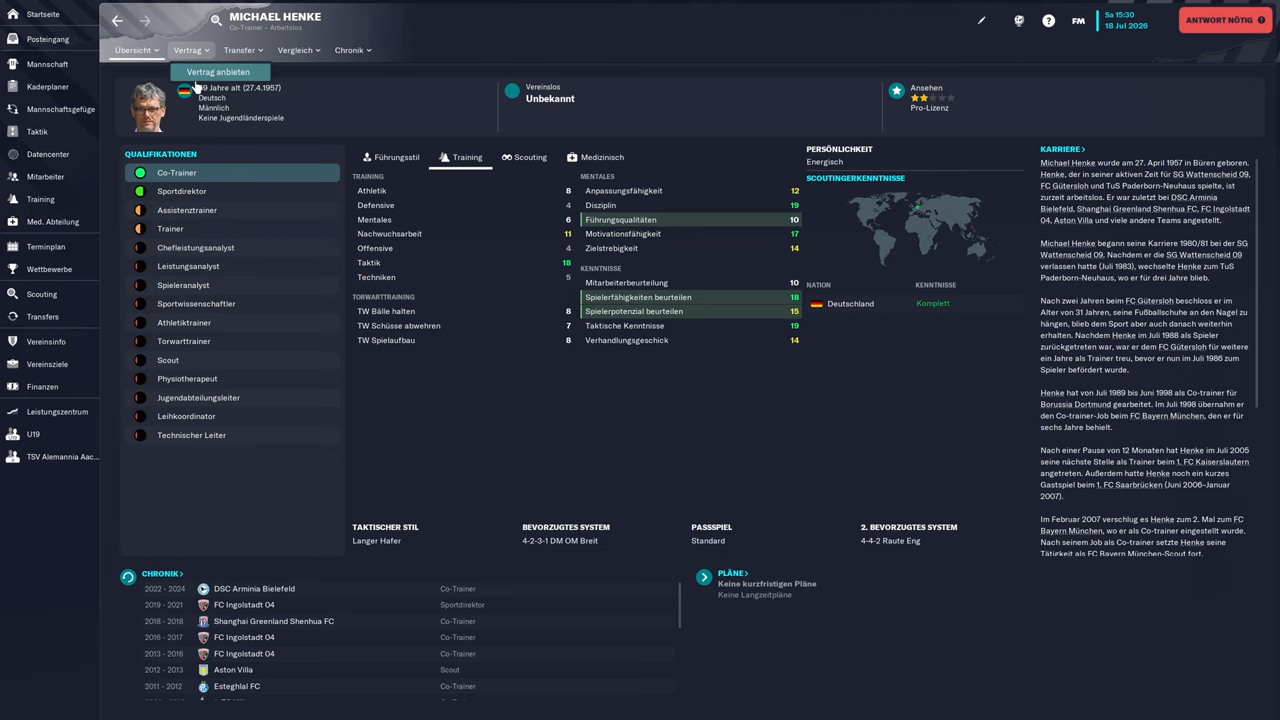 Startseite
Posteingang
Mannschaft
Kaderplaner
Mannschaftsgefüge
Taktik
Datencenter
Mitarbeiter
Training
Med. Abteilung
Terminplan
Wettbewerbe
Scouting
Transfers
Vereinsinfo
Vereinsziele
Finanzen
Leistungszentrum
U19
TSV Alemannia Aac...
MICHAEL HENKE
Co-Trainer – Arbeitslos
FM
Sa 15:30
18 Jul 2026
ANTWORT NÖTIG
Übersicht
Vertrag
Transfer
Vergleich
Chronik
Vertrag anbieten
69 Jahre alt (27.4.1957)
Deutsch
Männlich
Keine Jugendländerspiele
Vereinslos
Unbekannt
Ansehen
Pro-Lizenz
QUALIFIKATIONEN
Co-Trainer
Sportdirektor
Assistenztrainer
Trainer
Chefleistungsanalyst
Leistungsanalyst
Spieleranalyst
Sportwissenschaftler
Athletiktrainer
Torwarttrainer
Scout
Physiotherapeut
Jugendabteilungsleiter
Leihkoordinator
Technischer Leiter
Führungsstil
Training
Scouting
Medizinisch
TRAINING
Athletik 8
Defensive 4
Mentales 6
Nachwuchsarbeit 11
Offensive 4
Taktik 18
Techniken 5
TORWARTTRAINING
TW Bälle halten 8
TW Schüsse abwehren 7
TW Spielaufbau 8
MENTALES
Anpassungsfähigkeit 12
Disziplin 19
Führungsqualitäten 10
Motivationsfähigkeit 17
Zielstrebigkeit 14
KENNTNISSE
Mitarbeiterbeurteilung 10
Spielerfähigkeiten beurteilen 18
Spielerpotenzial beurteilen 15
Taktische Kenntnisse 19
Verhandlungsgeschick 14
TAKTISCHER STIL
Langer Hafer
BEVORZUGTES SYSTEM
4-2-3-1 DM OM Breit
PASSSPIEL
Standard
2. BEVORZUGTES SYSTEM
4-4-2 Raute Eng
PERSÖNLICHKEIT
Energisch
SCOUTINGERKENNTNISSE
NATION KENNTNISSE
Deutschland Komplett
KARRIERE
Michael Henke wurde am 27. April 1957 in Büren geboren.
Henke, der in seiner aktiven Zeit für SG Wattenscheid 09,
FC Gütersloh und TuS Paderborn-Neuhaus spielte, ist
zurzeit arbeitslos. Er war zuletzt bei DSC Arminia
Bielefeld, Shanghai Greenland Shenhua FC, FC Ingolstadt
04, Aston Villa und viele andere Teams angestellt.
Michael Henke begann seine Karriere 1980/81 bei der SG
Wattenscheid 09. Nachdem er die SG Wattenscheid 09
verlassen hatte (Juli 1983), wechselte Henke zum TuS
Paderborn-Neuhaus, wo er für drei Jahre blieb.
Nach zwei Jahren beim FC Gütersloh beschloss er im
Alter von 31 Jahren, seine Fußballschuhe an den Nagel zu
hängen, blieb dem Sport aber auch danach weiterhin
erhalten. Nachdem Henke im Juli 1988 als Spieler
zurückgetreten war, war er dem FC Gütersloh für weitere
ein Jahre als Trainer treu, bevor er nun im Juli 1986 zum
Spieler befördert wurde.
Henke hat von Juli 1989 bis Juni 1998 als Co-trainer für
Borussia Dortmund gearbeitet. Im Juli 1998 übernahm er
den Co-trainer-Job beim FC Bayern München, den er für
sechs Jahre behielt.
Nach einer Pause von 12 Monaten hat Henke im Juli 2005
seine nächste Stelle als Trainer beim 1. FC Kaiserslautern
angetreten. Außerdem hatte Henke noch ein kurzes
Gastspiel beim 1. FC Saarbrücken (Juni 2006-Januar
2007).
Im Februar 2007 verschlug es Henke zum 2. Mal zum FC
Bayern München, wo er als Co-trainer eingestellt wurde.
Nach seinem Job als Co-trainer setzte Henke seine
Tätigkeit als FC Bayern München-Scout fort.
CHRONIK
2022 - 2024 DSC Arminia Bielefeld Co-Trainer
2019 - 2021 FC Ingolstadt 04 Sportdirektor
2018 - 2018 Shanghai Greenland Shenhua FC Co-Trainer
2016 - 2017 FC Ingolstadt 04 Co-Trainer
2013 - 2016 FC Ingolstadt 04 Co-Trainer
2012 - 2013 Aston Villa Scout
2011 - 2012 Esteghlal FC Co-Trainer
PLÄNE
Keine kurzfristigen Pläne
Keine Langzeitpläne